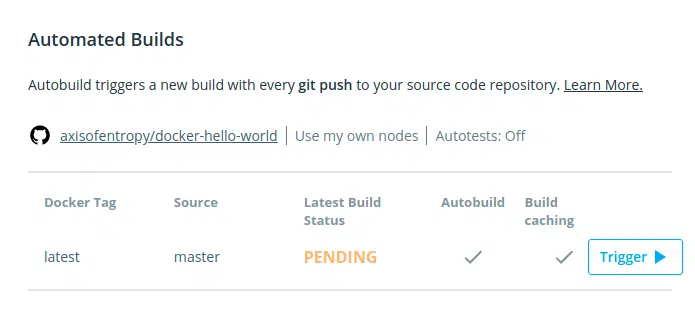 Automated Builds
Autobuild triggers a new build with every git push to your source code repository. Learn More.
axisofentropy/docker-hello-world | Use my own nodes | Autotests: Off
Docker Tag Source Latest Build Status Autobuild Build caching
latest master PENDING Trigger